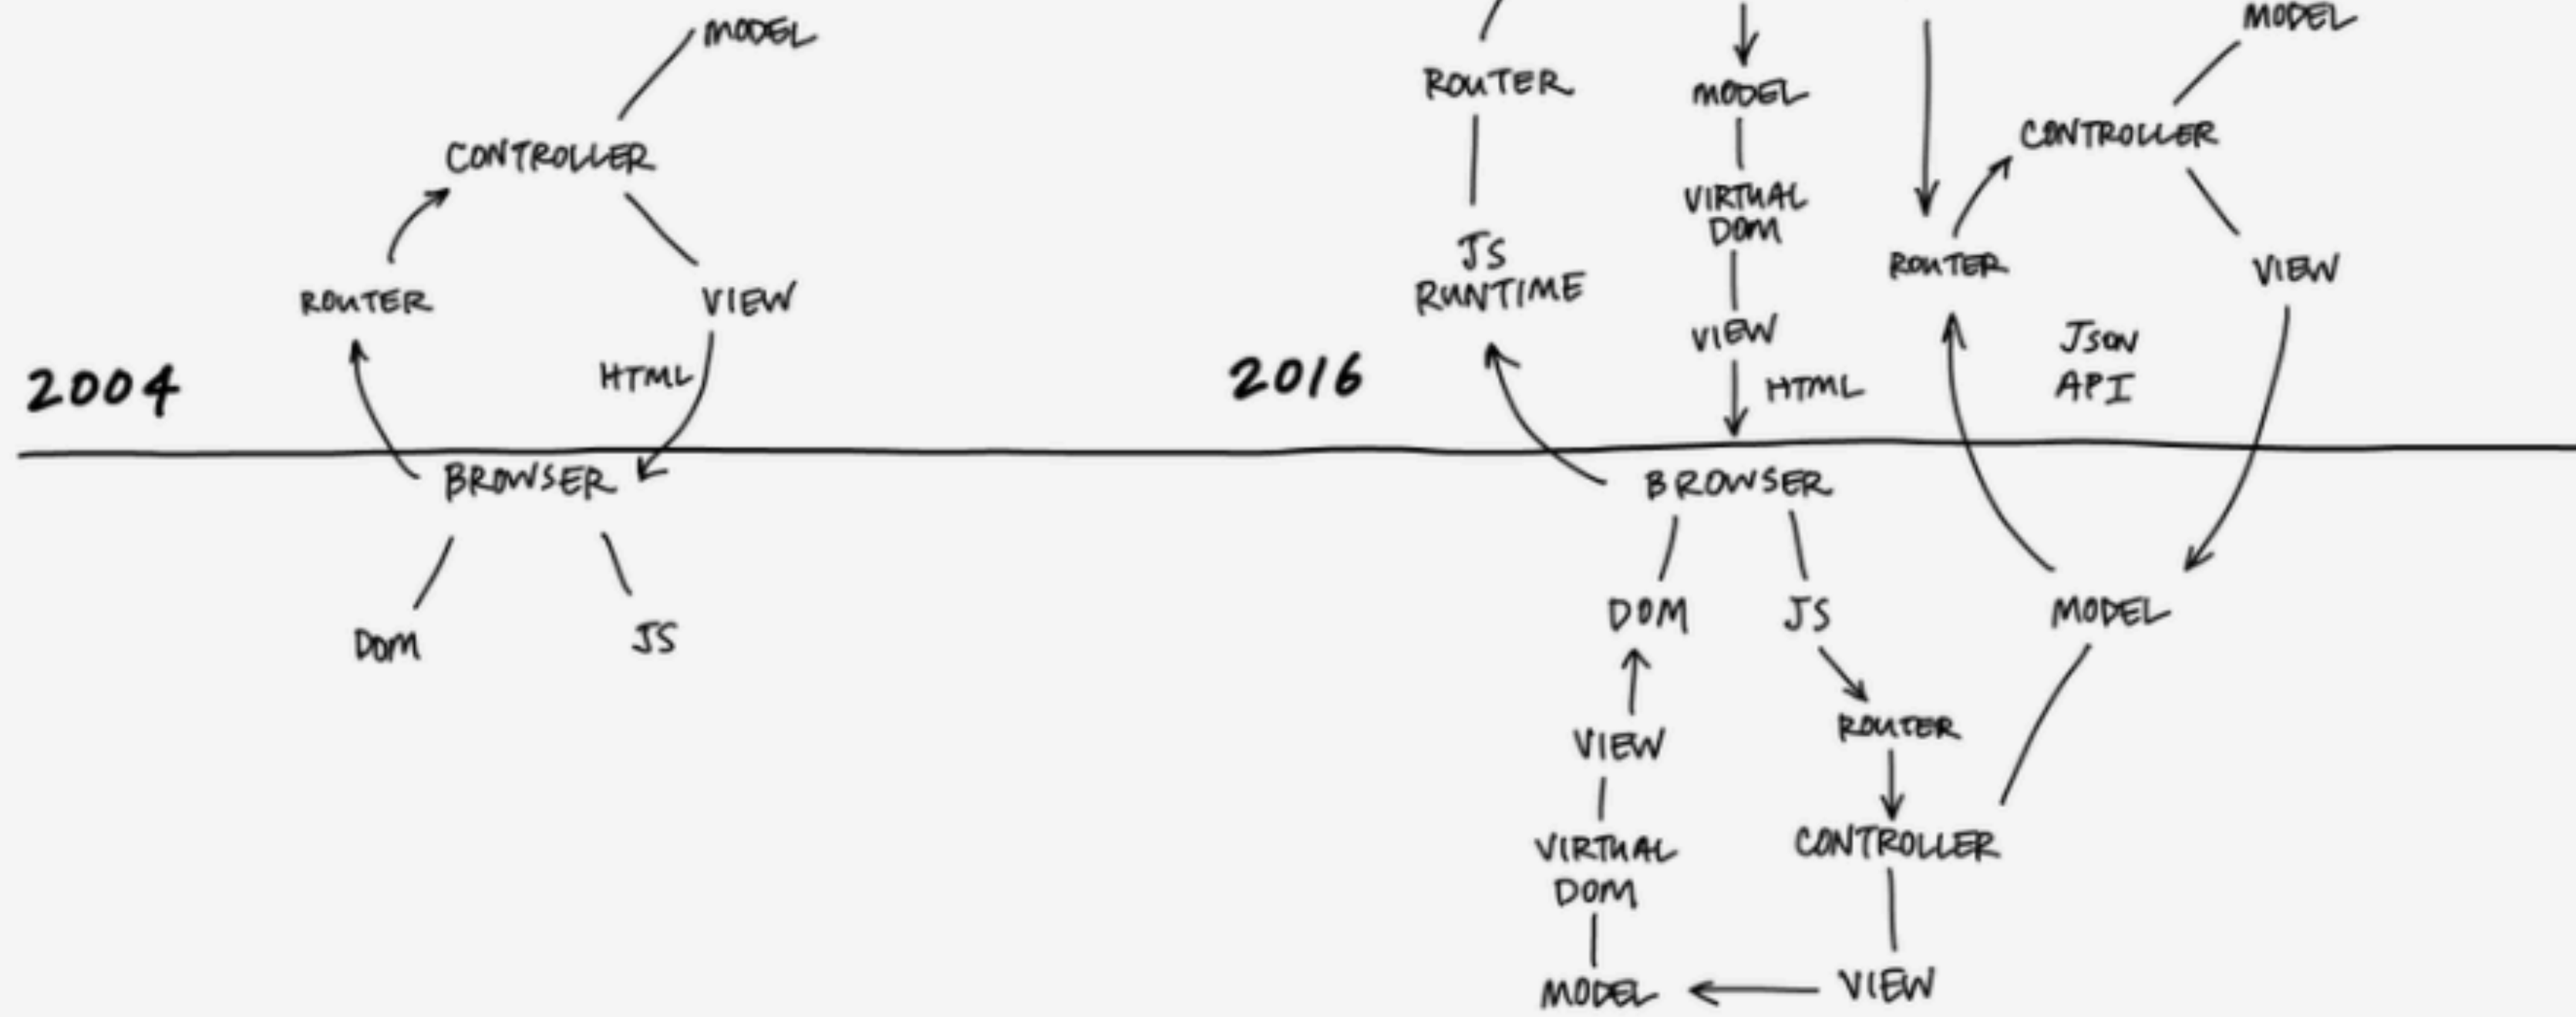 MODEL
CONTROLLER
ROUTER
VIEW
HTML
2004
BROWSER
DOM
JS
ROUTER
JS
RUNTIME
2016
MODEL
VIRTUAL
DOM
VIEW
HTML
MODEL
CONTROLLER
ROUTER
VIEW
JSON
API
BROWSER
DOM
JS
MODEL
VIEW
ROUTER
VIRTUAL
DOM
CONTROLLER
MODEL
VIEW